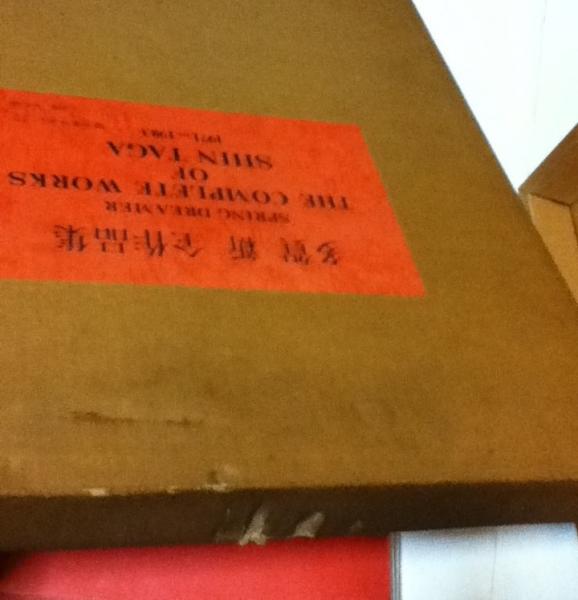 多賀 新 全作品集
SPRING DREAMER
THE COMPLETE WORKS
OF
SHIN TAGA
1971—1983